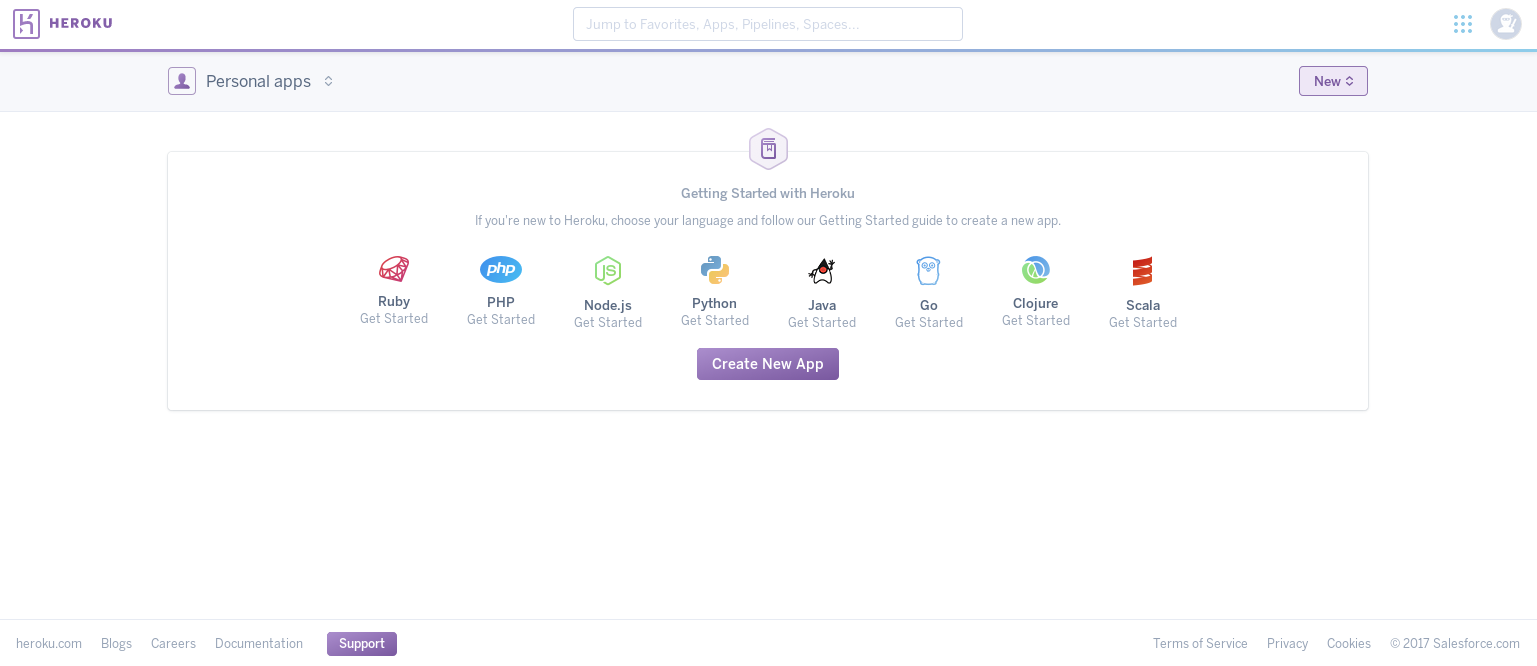 HEROKU
Jump to Favorites, Apps, Pipelines, Spaces...
Personal apps
New
Getting Started with Heroku
If you're new to Heroku, choose your language and follow our Getting Started guide to create a new app.
php
JS
Ruby PHP Node.js Python Java Go Clojure Scala
Get Started Get Started Get Started Get Started Get Started Get Started Get Started Get Started
Create New App
heroku.com Blogs Careers Documentation Support Terms of Service Privacy Cookies © 2017 Salesforce.com